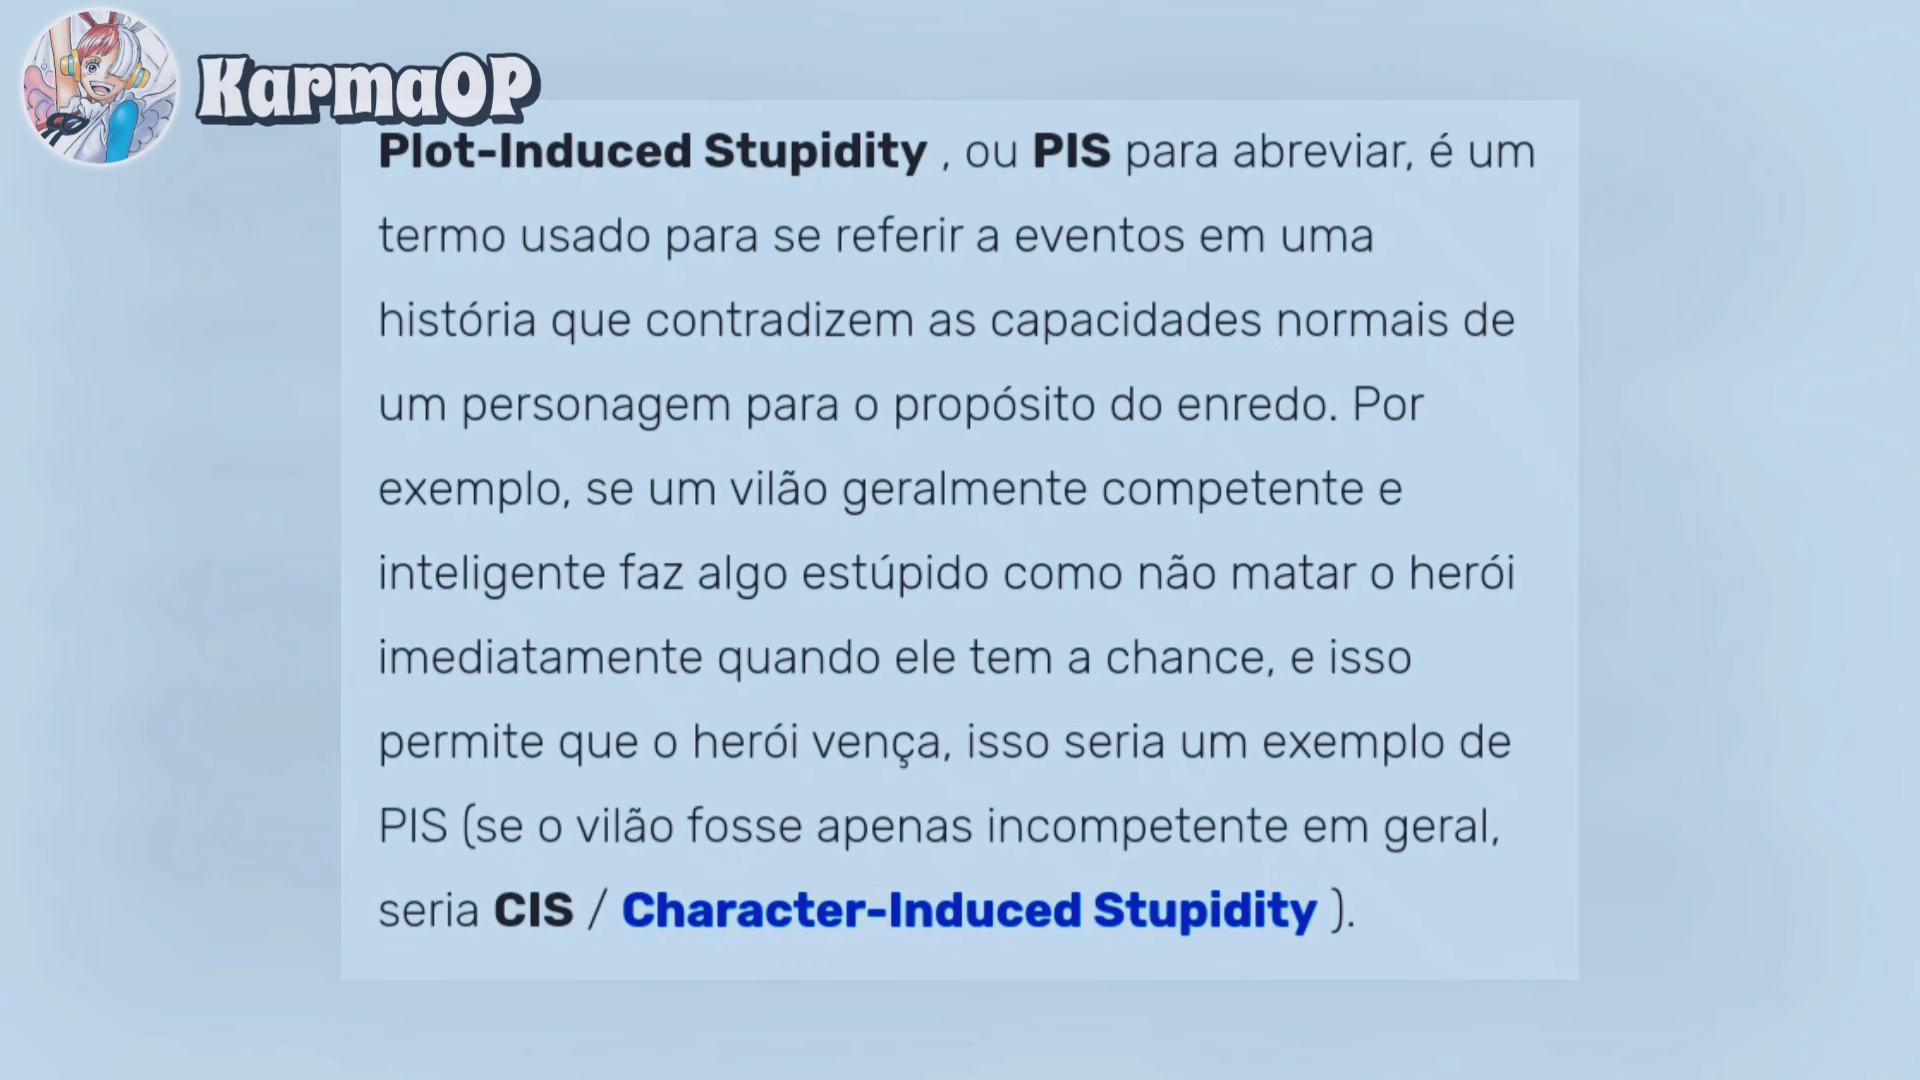 KarmaOP
Plot-Induced Stupidity , ou PIS para abreviar, é um
termo usado para se referir a eventos em uma
história que contradizem as capacidades normais de
um personagem para o propósito do enredo. Por
exemplo, se um vilão geralmente competente e
inteligente faz algo estúpido como não matar o herói
imediatamente quando ele tem a chance, e isso
permite que o herói vença, isso seria um exemplo de
PIS (se o vilão fosse apenas incompetente em geral,
seria CIS / Character-Induced Stupidity ).